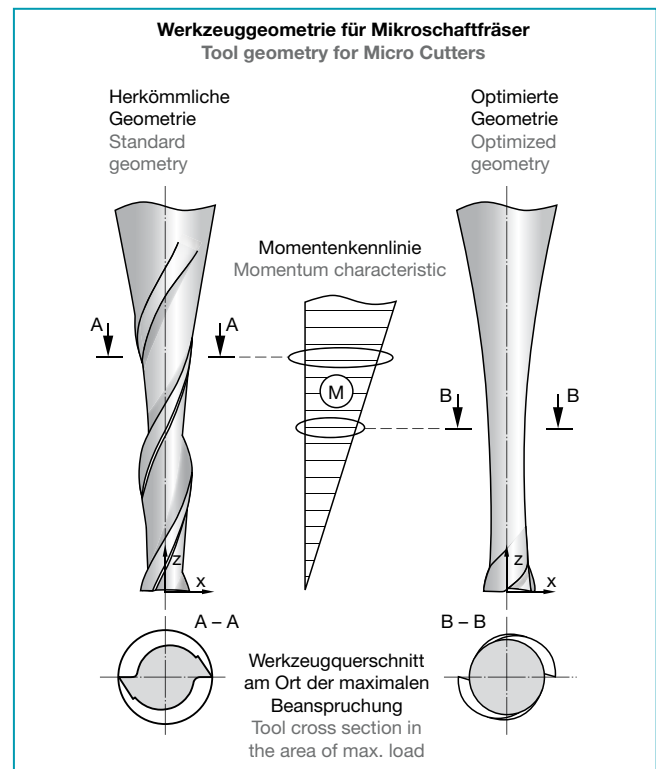 Werkzeuggeometrie für Mikroschaftfräser
Tool geometry for Micro Cutters
Herkömmliche
Geometrie
Standard
geometry
Optimierte
Geometrie
Optimized
geometry
Momentenkennlinie
Momentum characteristic
A
A
M
B
B
z
x
z
x
A – A
B – B
Werkzeugquerschnitt
am Ort der maximalen
Beanspruchung
Tool cross section in
the area of max. load